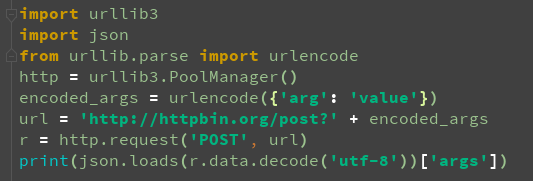 import urllib3
import json
from urllib.parse import urlencode
http = urllib3.PoolManager()
encoded_args = urlencode({'arg': 'value'})
url = 'http://httpbin.org/post?' + encoded_args
r = http.request('POST', url)
print(json.loads(r.data.decode('utf-8'))['args'])